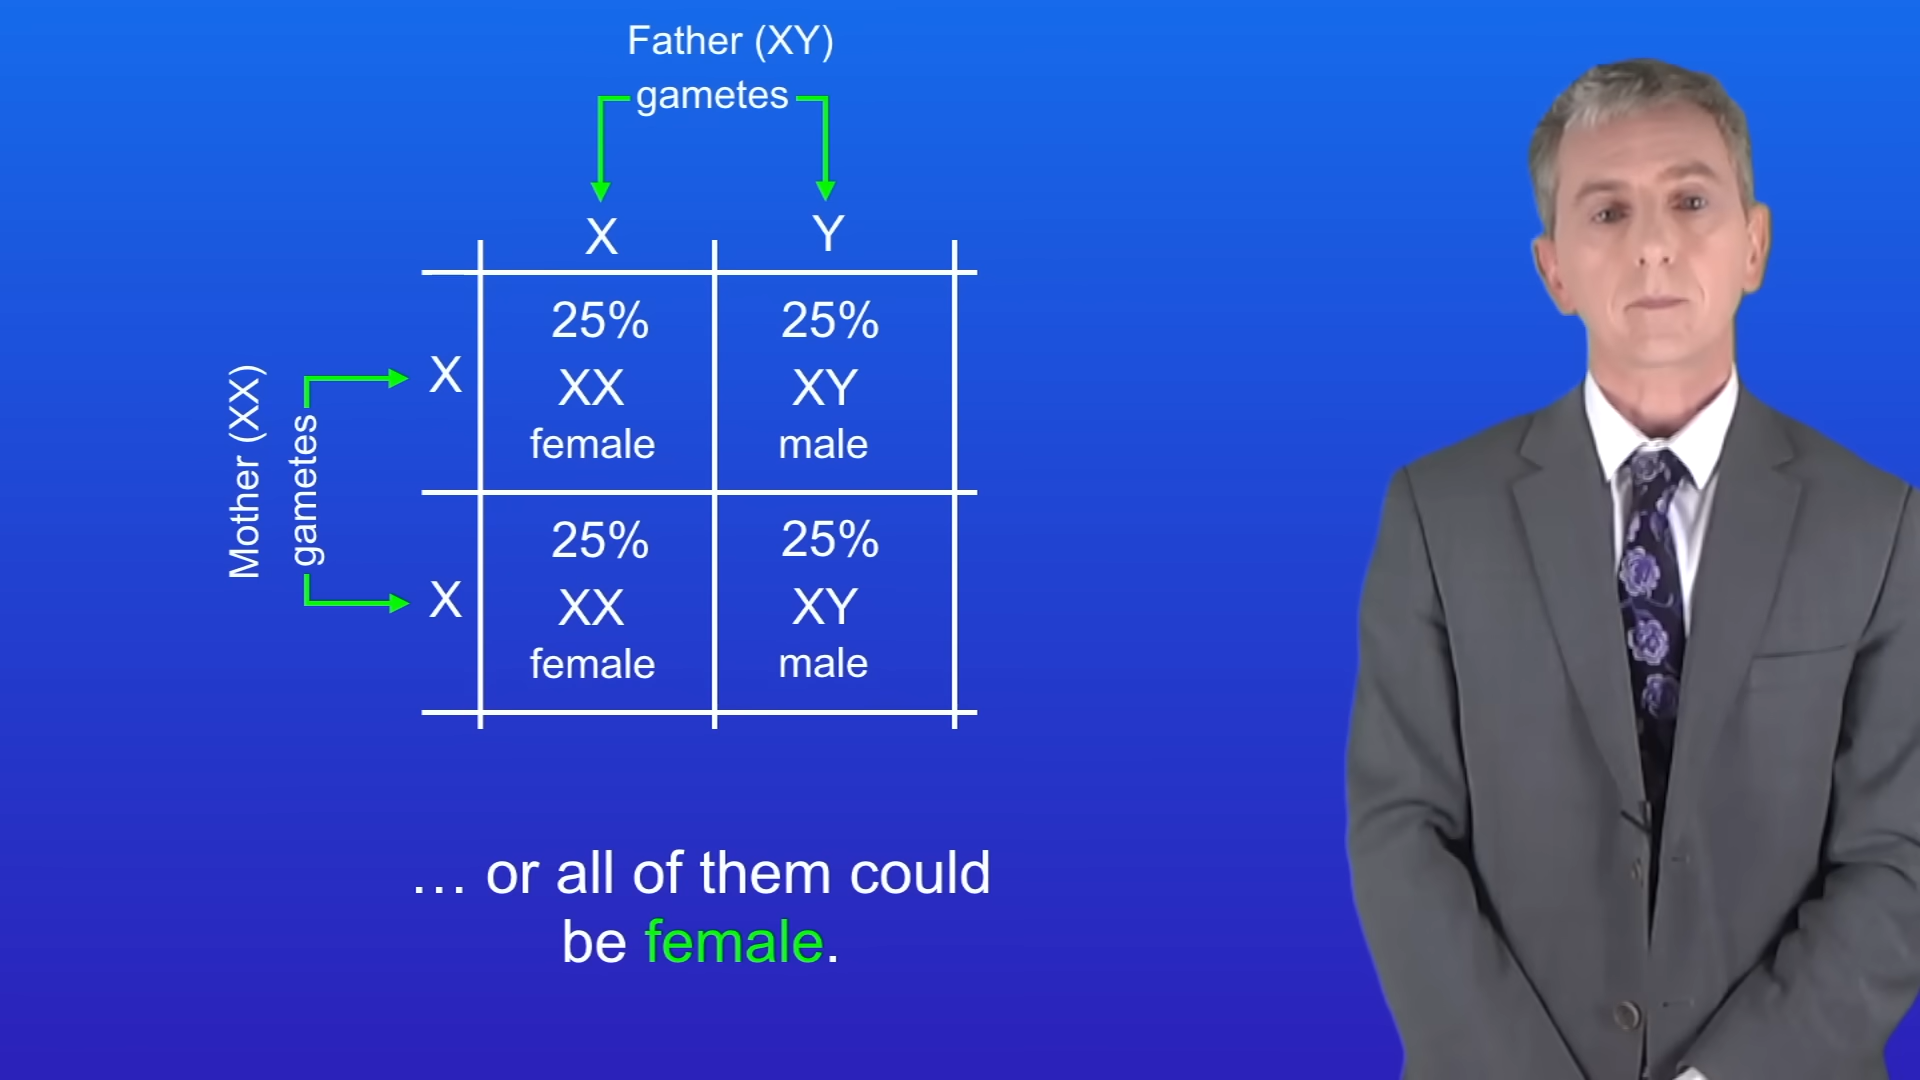 Father (XY)
gametes
X Y
Mother (XX)
gametes
X
25% 25%
XX XY
female male
X
25% 25%
XX XY
female male
… or all of them could
be female.